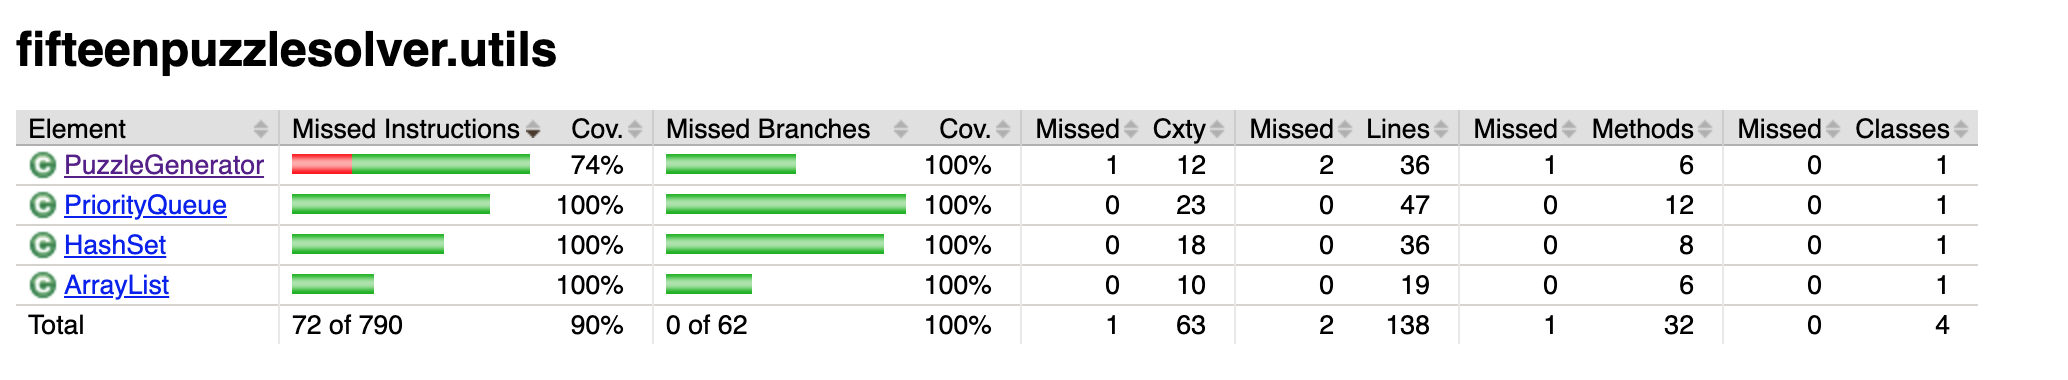 fifteenpuzzlesolver.utils
Element Missed Instructions Cov. Missed Branches Cov. Missed Cxty Missed Lines Missed Methods Missed Classes
C PuzzleGenerator 74% 100% 1 12 2 36 1 6 0 1
C PriorityQueue 100% 100% 0 23 0 47 0 12 0 1
C HashSet 100% 100% 0 18 0 36 0 8 0 1
C ArrayList 100% 100% 0 10 0 19 0 6 0 1
Total 72 of 790 90% 0 of 62 100% 1 63 2 138 1 32 0 4